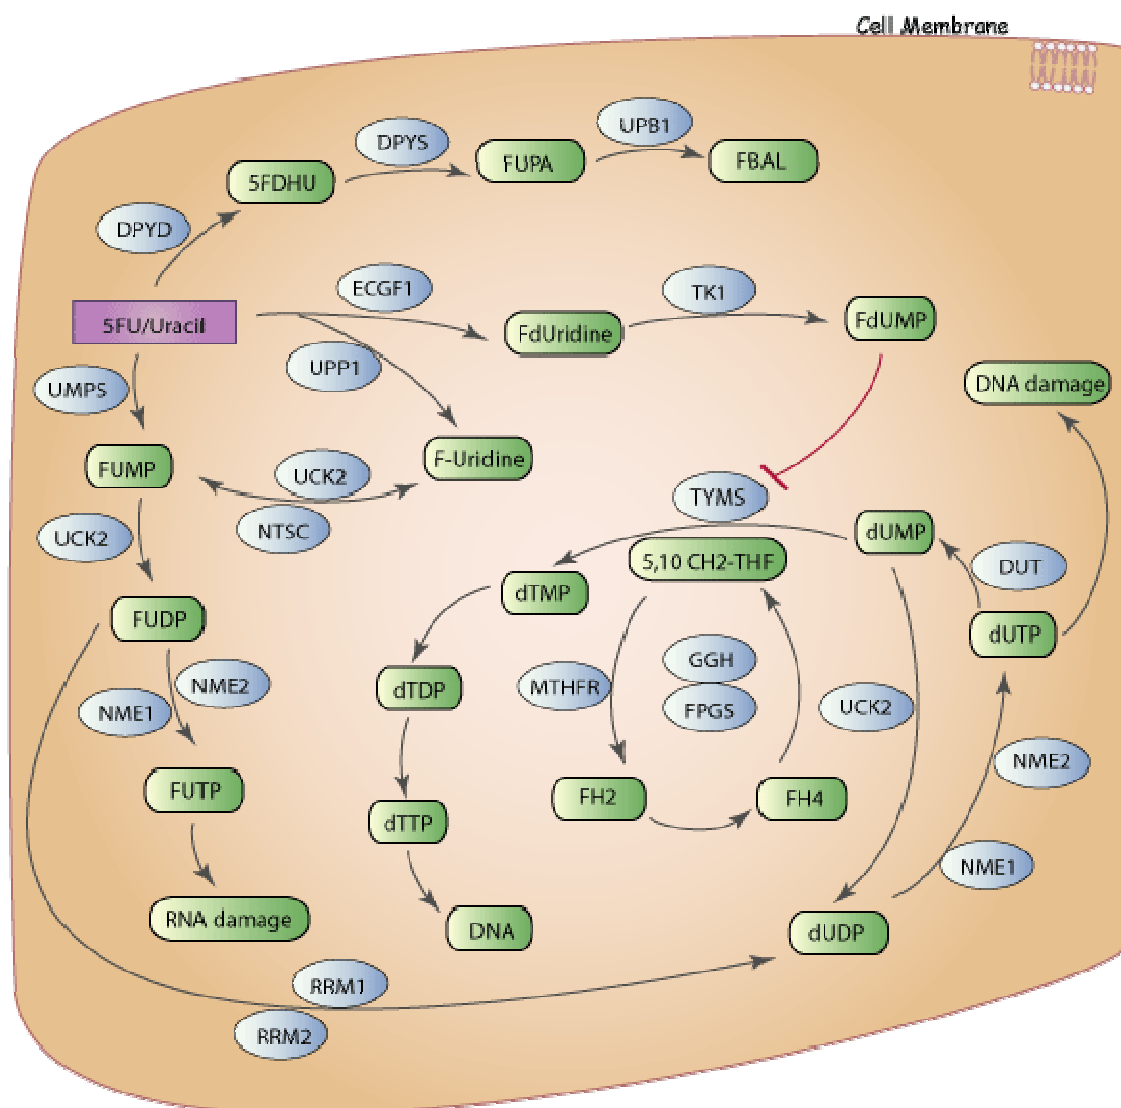 Cell Membrane
UPB1
DPYS
FUPA
FBAL
5FDHU
DPYD
ECGF1
TK1
5FU/Uracil
FdUridine
FdUMP
UPP1
UMPS
DNA damage
FUMP
F-Uridine
UCK2
TYMS
NTSC
UCK2
dUMP
5,10 CH2-THF
DUT
dTMP
FUDP
dUTP
GGH
NME2
dTDP
MTHFR
FPGS
UCK2
NME1
NME2
FUTP
FH2
FH4
dTTP
NME1
RNA damage
DNA
dUDP
RRM1
RRM2